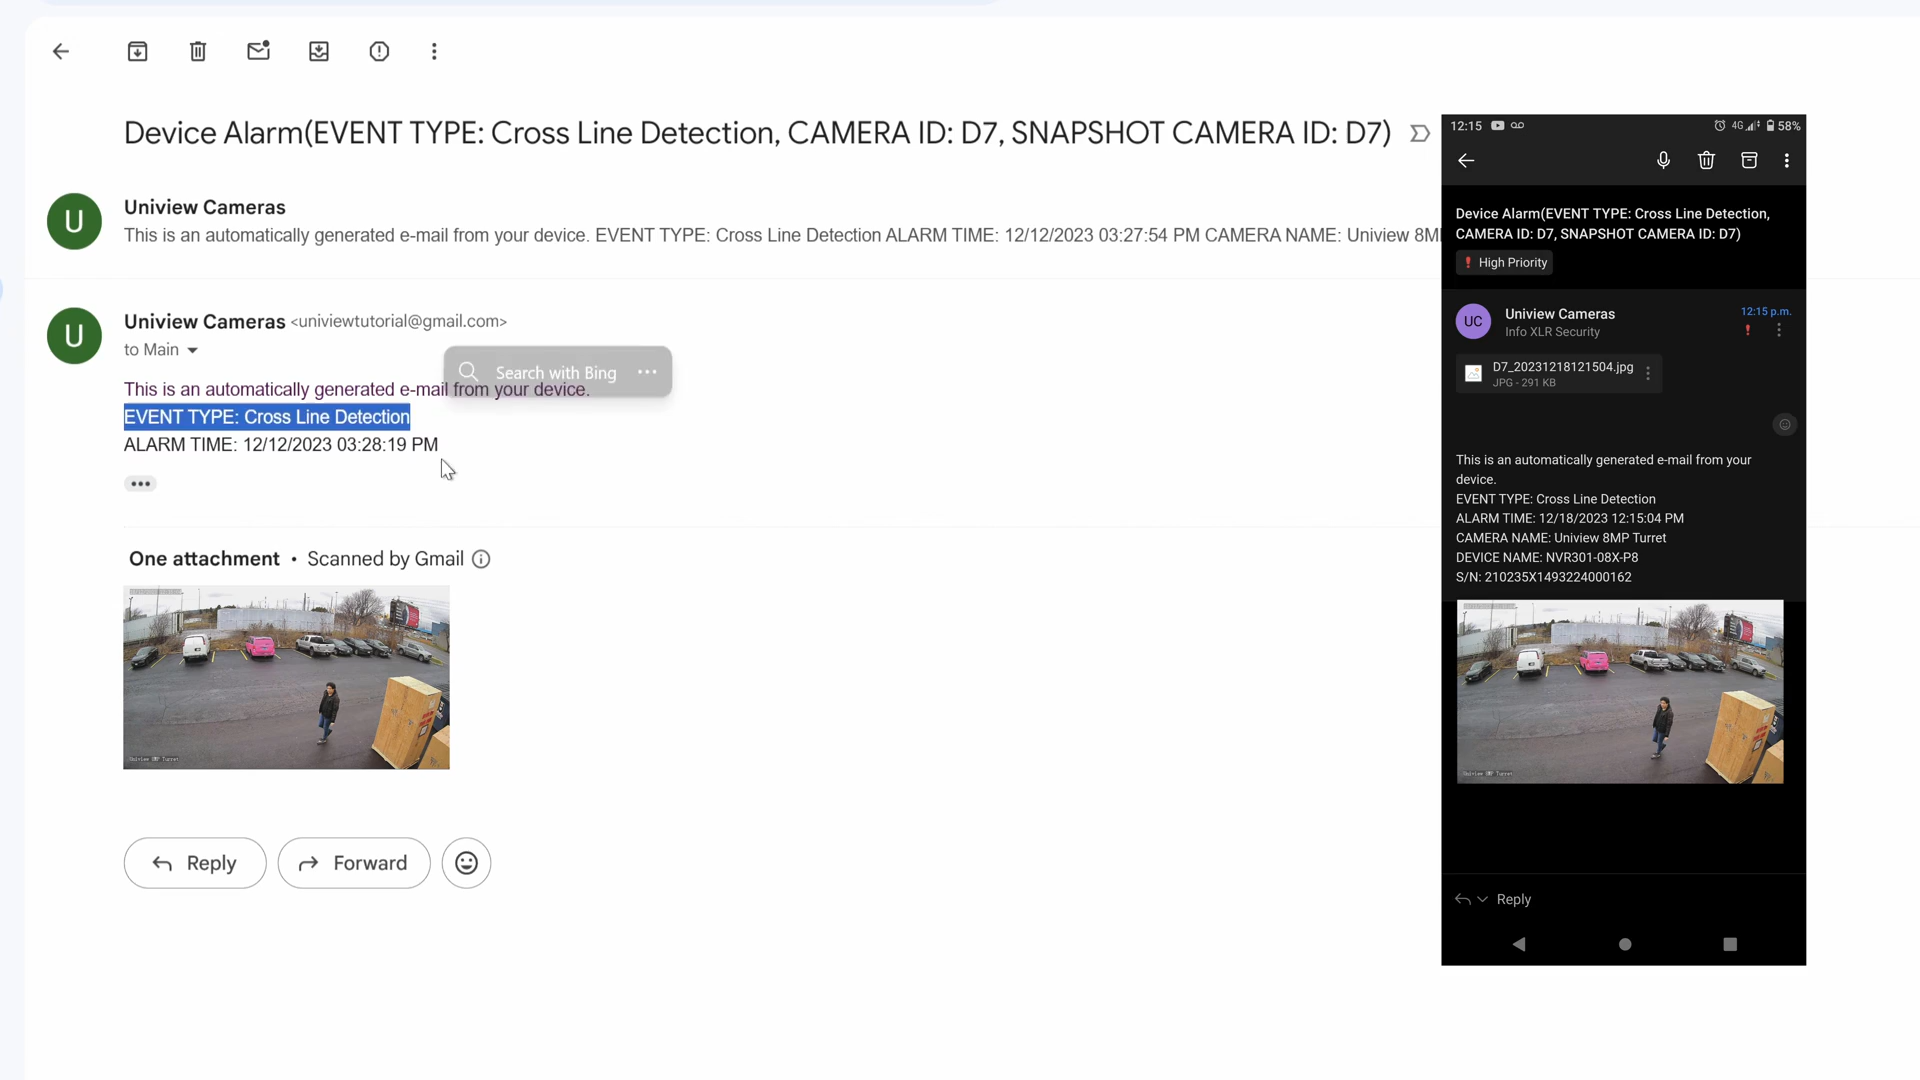 Device Alarm(EVENT TYPE: Cross Line Detection, CAMERA ID: D7, SNAPSHOT CAMERA ID: D7)
U
Uniview Cameras
This is an automatically generated e-mail from your device. EVENT TYPE: Cross Line Detection ALARM TIME: 12/12/2023 03:27:54 PM CAMERA NAME: Uniview 8M
U
Uniview Cameras <univiewtutorial@gmail.com>
to Main
Search with Bing
This is an automatically generated e-mail from your device.
EVENT TYPE: Cross Line Detection
ALARM TIME: 12/12/2023 03:28:19 PM
One attachment • Scanned by Gmail
Uniview 8MP Turret
Reply
Forward
12:15
4G
58%
Device Alarm(EVENT TYPE: Cross Line Detection,
CAMERA ID: D7, SNAPSHOT CAMERA ID: D7)
High Priority
UC
Uniview Cameras
12:15 p.m.
Info XLR Security
D7_20231218121504.jpg
JPG - 291 KB
This is an automatically generated e-mail from your
device.
EVENT TYPE: Cross Line Detection
ALARM TIME: 12/18/2023 12:15:04 PM
CAMERA NAME: Uniview 8MP Turret
DEVICE NAME: NVR301-08X-P8
S/N: 210235X1493224000162
Uniview 8MP Turret
Reply